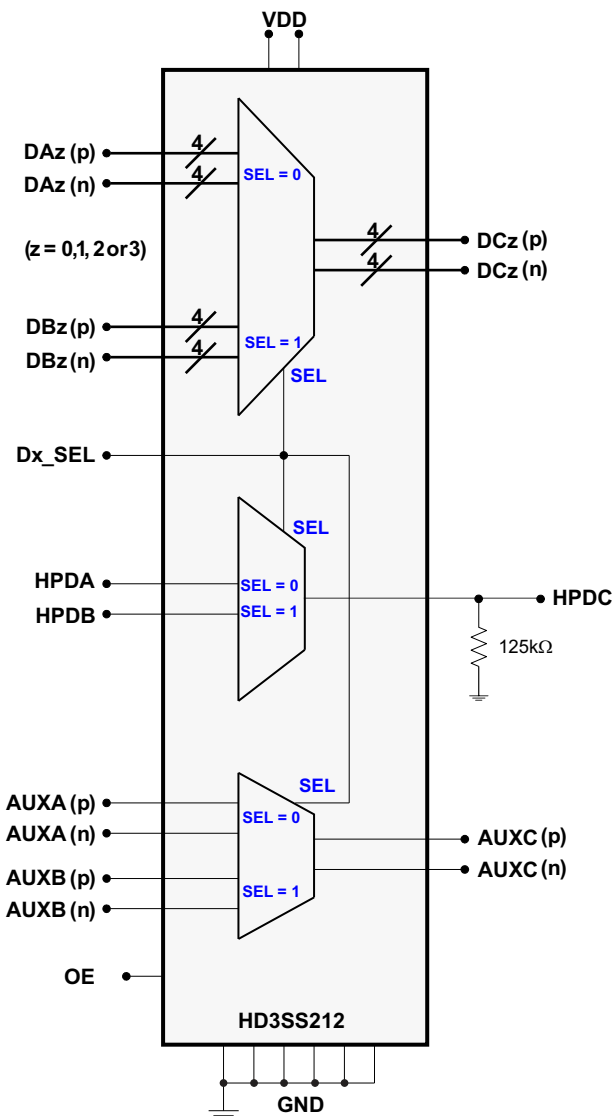 VDD
DAz (p)
4
DAz (n)
4
SEL = 0
(z = 0,1, 2 or 3)
4
DCz (p)
4
DCz (n)
DBz (p)
4
DBz (n)
4
SEL = 1
SEL
Dx_SEL
SEL
HPDA
SEL = 0
HPDB
SEL = 1
HPDC
125kΩ
SEL
AUXA (p)
SEL = 0
AUXA (n)
AUXC (p)
AUXC (n)
AUXB (p)
SEL = 1
AUXB (n)
OE
HD3SS212
GND